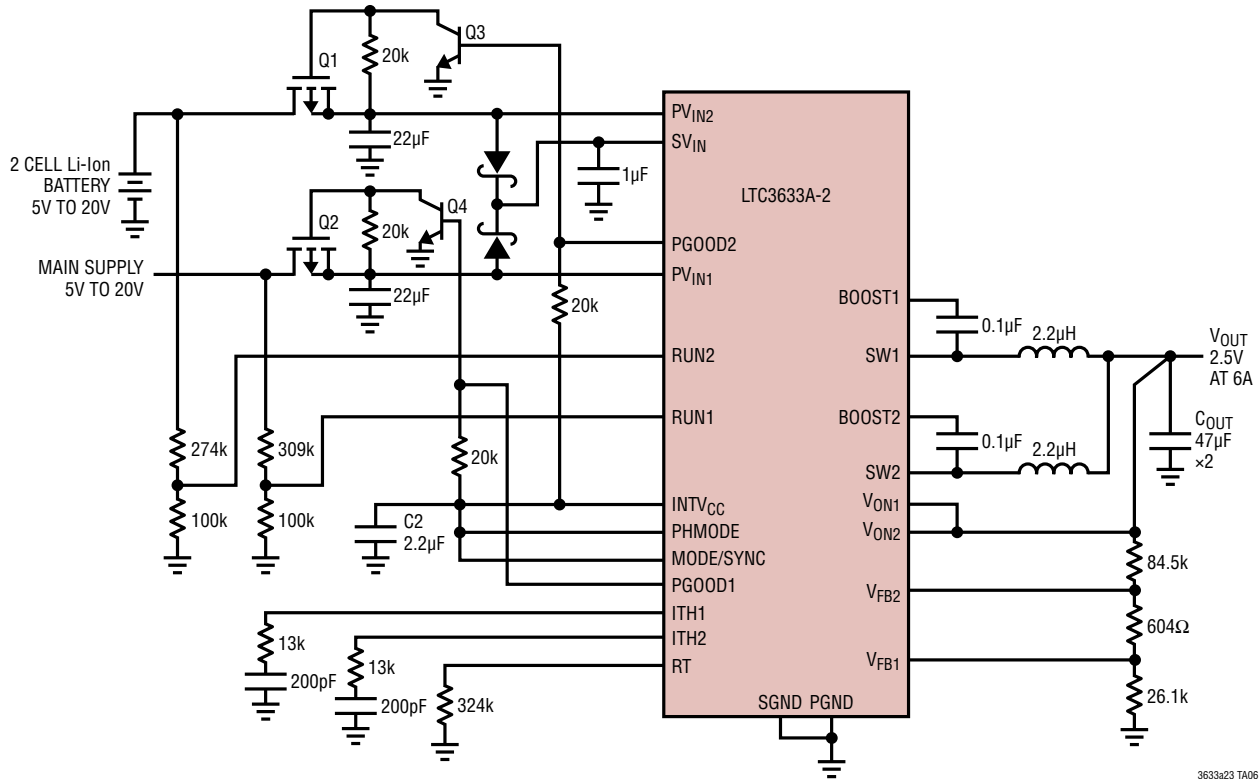 Q3
20k
Q1
PVIN2
22µF
SVIN
2 CELL Li-Ion
BATTERY
5V TO 20V
1µF
LTC3633A-2
Q4
Q2
20k
PGOOD2
MAIN SUPPLY
5V TO 20V
PVIN1
22µF
20k
BOOST1
0.1µF
2.2µH
VOUT
2.5V
AT 6A
RUN2
SW1
RUN1
BOOST2
COUT
47µF
×2
274k
309k
20k
0.1µF
2.2µH
SW2
100k
100k
C2
2.2µF
INTVCC
VON1
PHMODE
VON2
MODE/SYNC
84.5k
PGOOD1
VFB2
ITH1
604Ω
13k
ITH2
13k
RT
VFB1
200pF
26.1k
200pF
324k
SGND PGND
3633a23 TA06